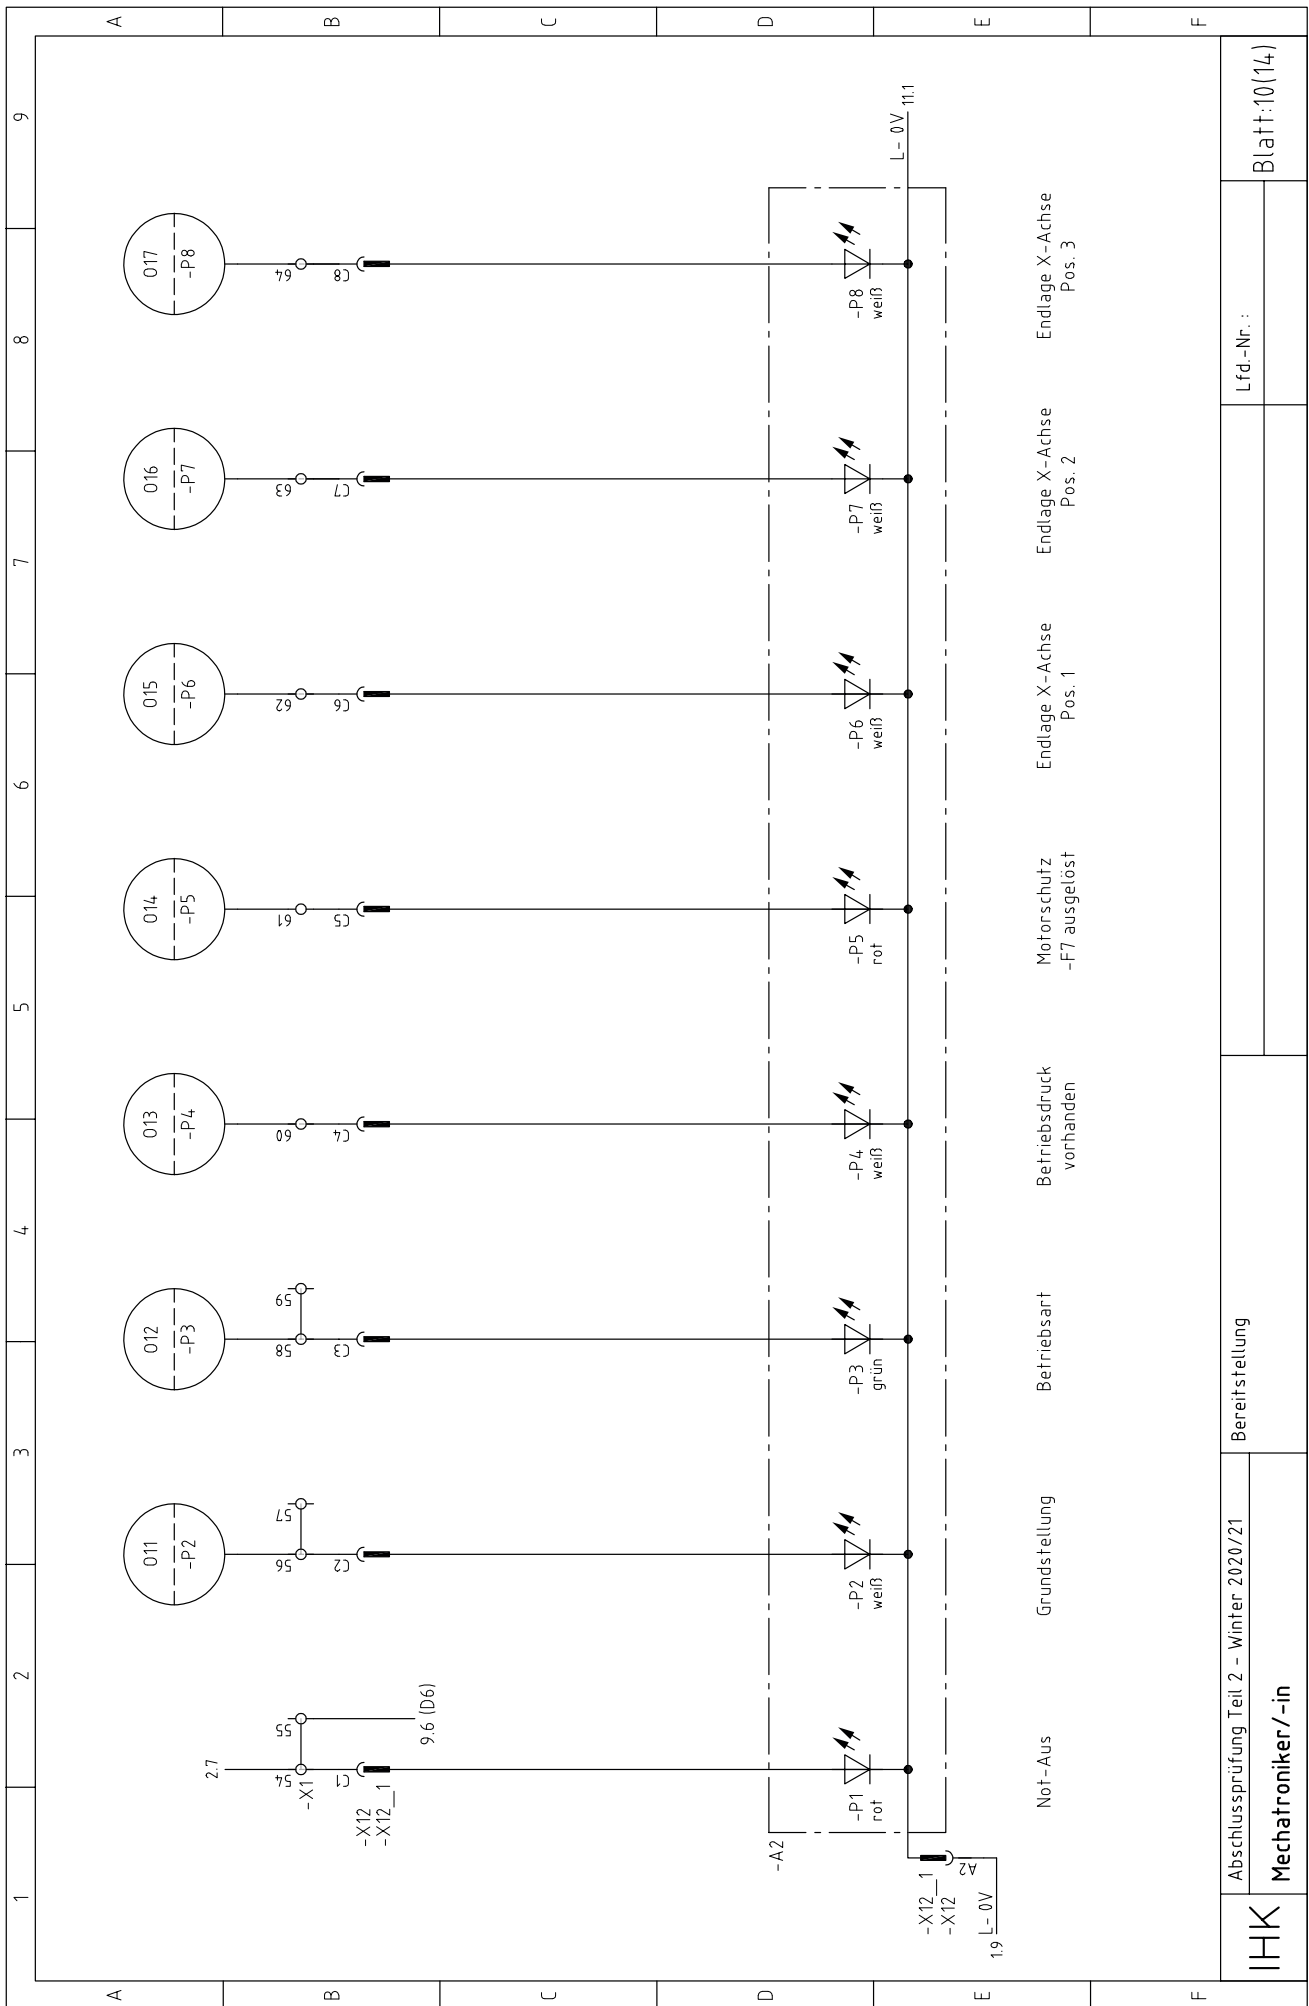 1 2 3 4 5 6 7 8 9
A
B
C
D
E
F
A
B
C
D
E
F
O11
-P2
O12
-P3
O13
-P4
O14
-P5
O15
-P6
O16
-P7
O17
-P8
2.7
-X1
54 55 56 57 58 59 60 61 62 63 64
-X12
-X12__1
C1 C2 C3 C4 C5 C6 C7 C8
9.6 (D6)
-A2
-P1
rot
-P2
weiß
-P3
grün
-P4
weiß
-P5
rot
-P6
weiß
-P7
weiß
-P8
weiß
L- 0V
11.1
-X12__1
-X12
A2
1.9
L- 0V
Not-Aus
Grundstellung
Betriebsart
Betriebsdruck
vorhanden
Motorschutz
-F7 ausgelöst
Endlage X-Achse
Pos. 1
Endlage X-Achse
Pos. 2
Endlage X-Achse
Pos. 3
IHK
Abschlussprüfung Teil 2 - Winter 2020/21
Mechatroniker/-in
Bereitstellung
Lfd.-Nr. :
Blatt:10(14)